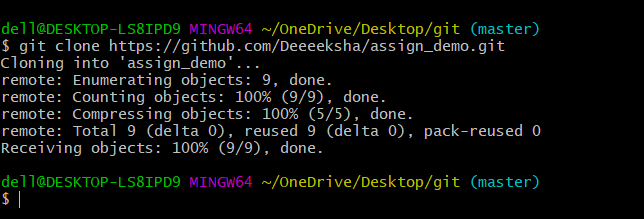 dell@DESKTOP-LS8IPD9 MINGW64 ~/OneDrive/Desktop/git (master)
$ git clone https://github.com/Deeeeksha/assign_demo.git
Cloning into 'assign_demo'...
remote: Enumerating objects: 9, done.
remote: Counting objects: 100% (9/9), done.
remote: Compressing objects: 100% (5/5), done.
remote: Total 9 (delta 0), reused 9 (delta 0), pack-reused 0
Receiving objects: 100% (9/9), done.
dell@DESKTOP-LS8IPD9 MINGW64 ~/OneDrive/Desktop/git (master)
$